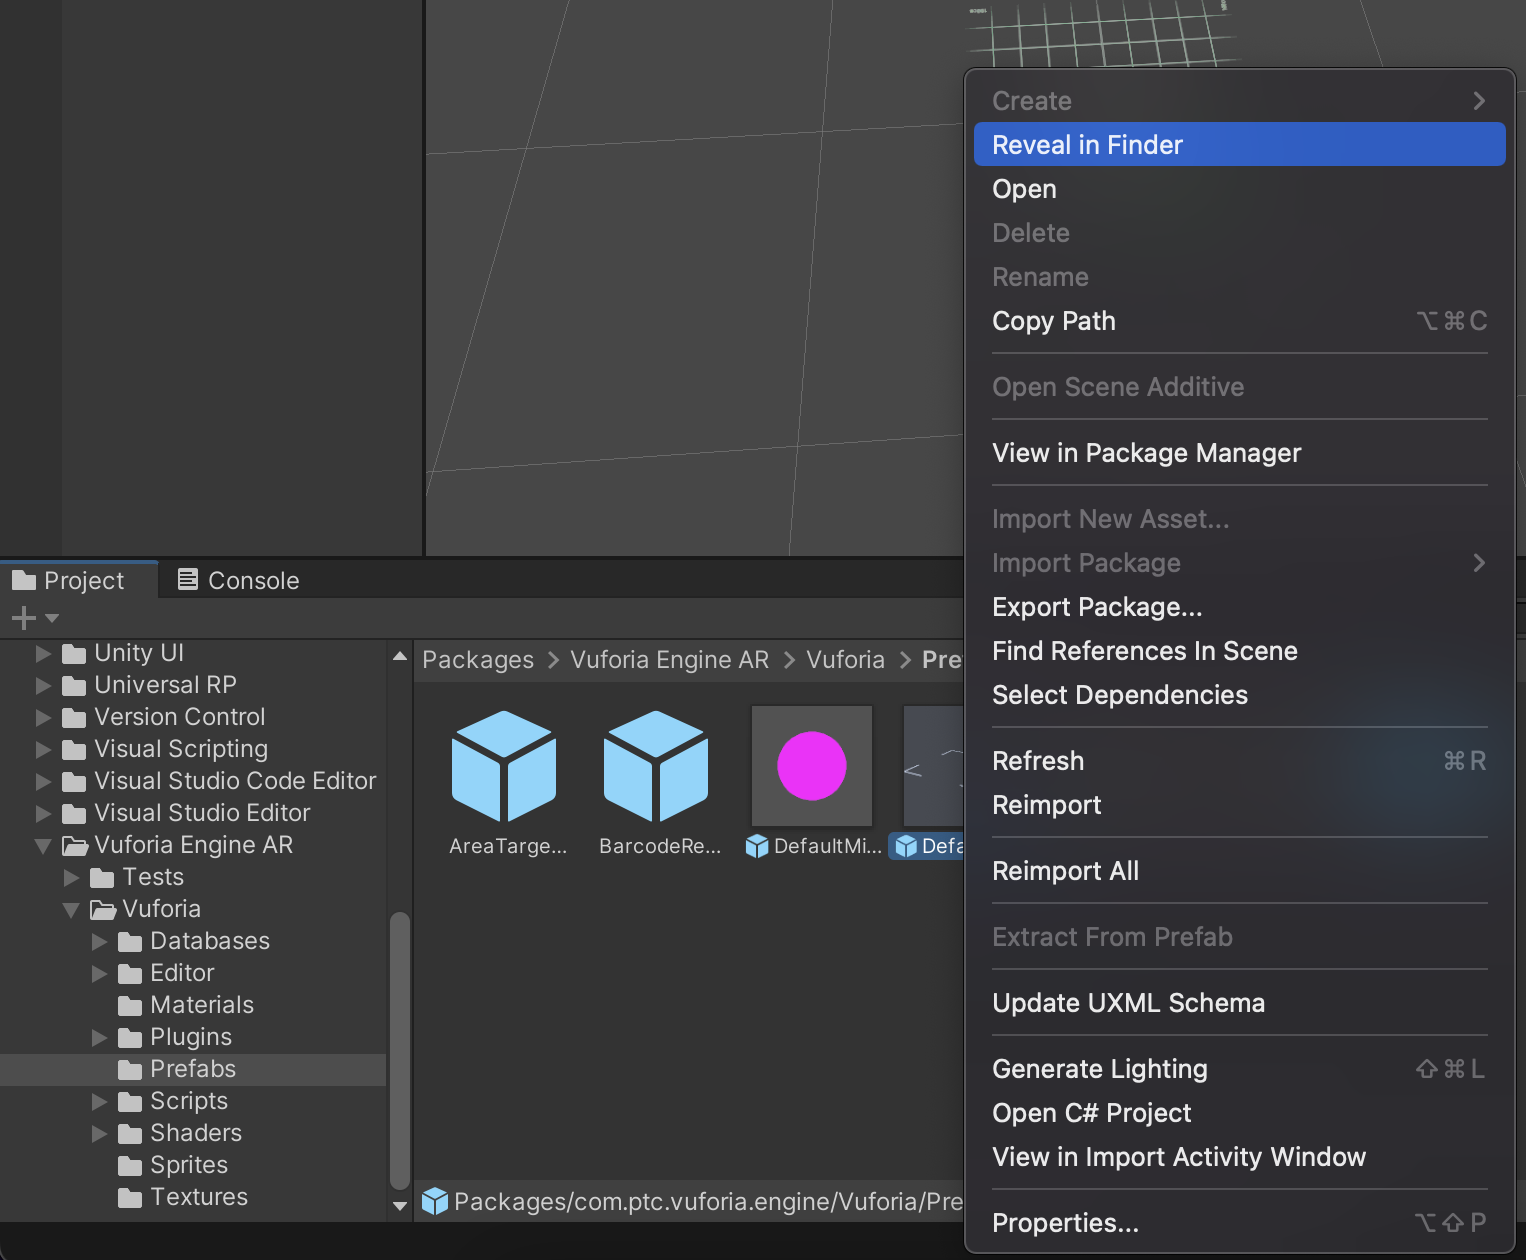 Create
Reveal in Finder
Open
Delete
Rename
Copy Path ⌥⌘C
Open Scene Additive
View in Package Manager
Import New Asset...
Import Package
Export Package...
Find References In Scene
Select Dependencies
Refresh ⌘R
Reimport
Reimport All
Extract From Prefab
Update UXML Schema
Generate Lighting ⇧⌘L
Open C# Project
View in Import Activity Window
Properties... ⌥⇧P
Project
Console
Unity UI
Universal RP
Version Control
Visual Scripting
Visual Studio Code Editor
Visual Studio Editor
Vuforia Engine AR
Tests
Vuforia
Databases
Editor
Materials
Plugins
Prefabs
Scripts
Shaders
Sprites
Textures
Packages > Vuforia Engine AR > Vuforia > Pre
AreaTarge...
BarcodeRe...
DefaultMi...
Defa
Packages/com.ptc.vuforia.engine/Vuforia/Pre